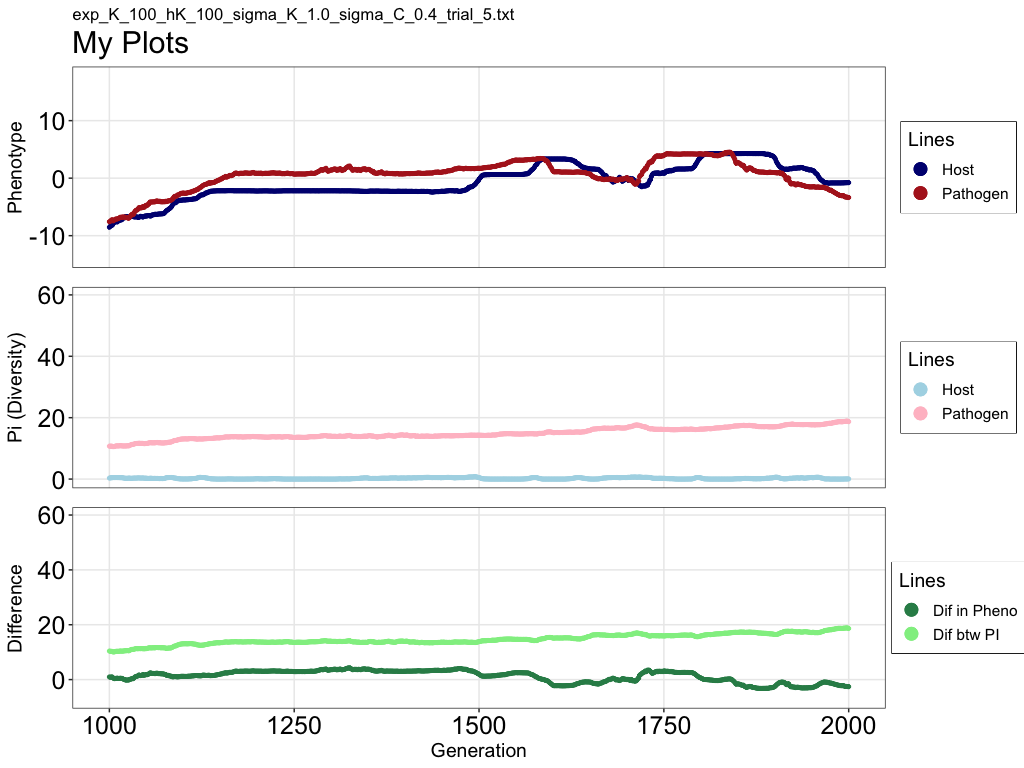 exp_K_100_hK_100_sigma_K_1.0_sigma_C_0.4_trial_5.txt
My Plots
Phenotype
10
0
-10
Lines
Host
Pathogen
Pi (Diversity)
60
40
20
0
Lines
Host
Pathogen
Difference
60
40
20
0
Lines
Dif in Pheno
Dif btw PI
1000 1250 1500 1750 2000
Generation